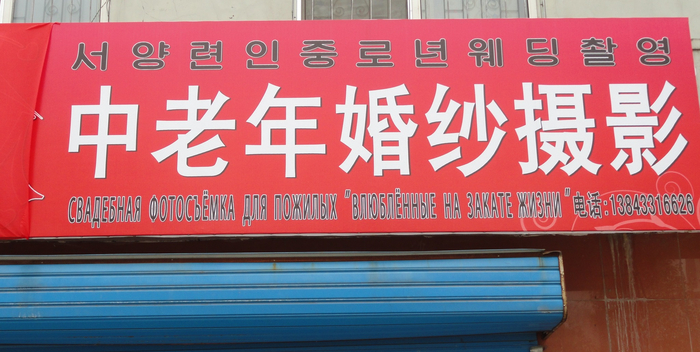 서양련인중로년웨딩촬영
中老年婚纱摄影
СВАДЕБНАЯ ФОТОСЪЁМКА ДЛЯ ПОЖИЛЫХ "ВЛЮБЛЁННЫЕ НА ЗАКАТЕ ЖИЗНИ" 电话:13843316626